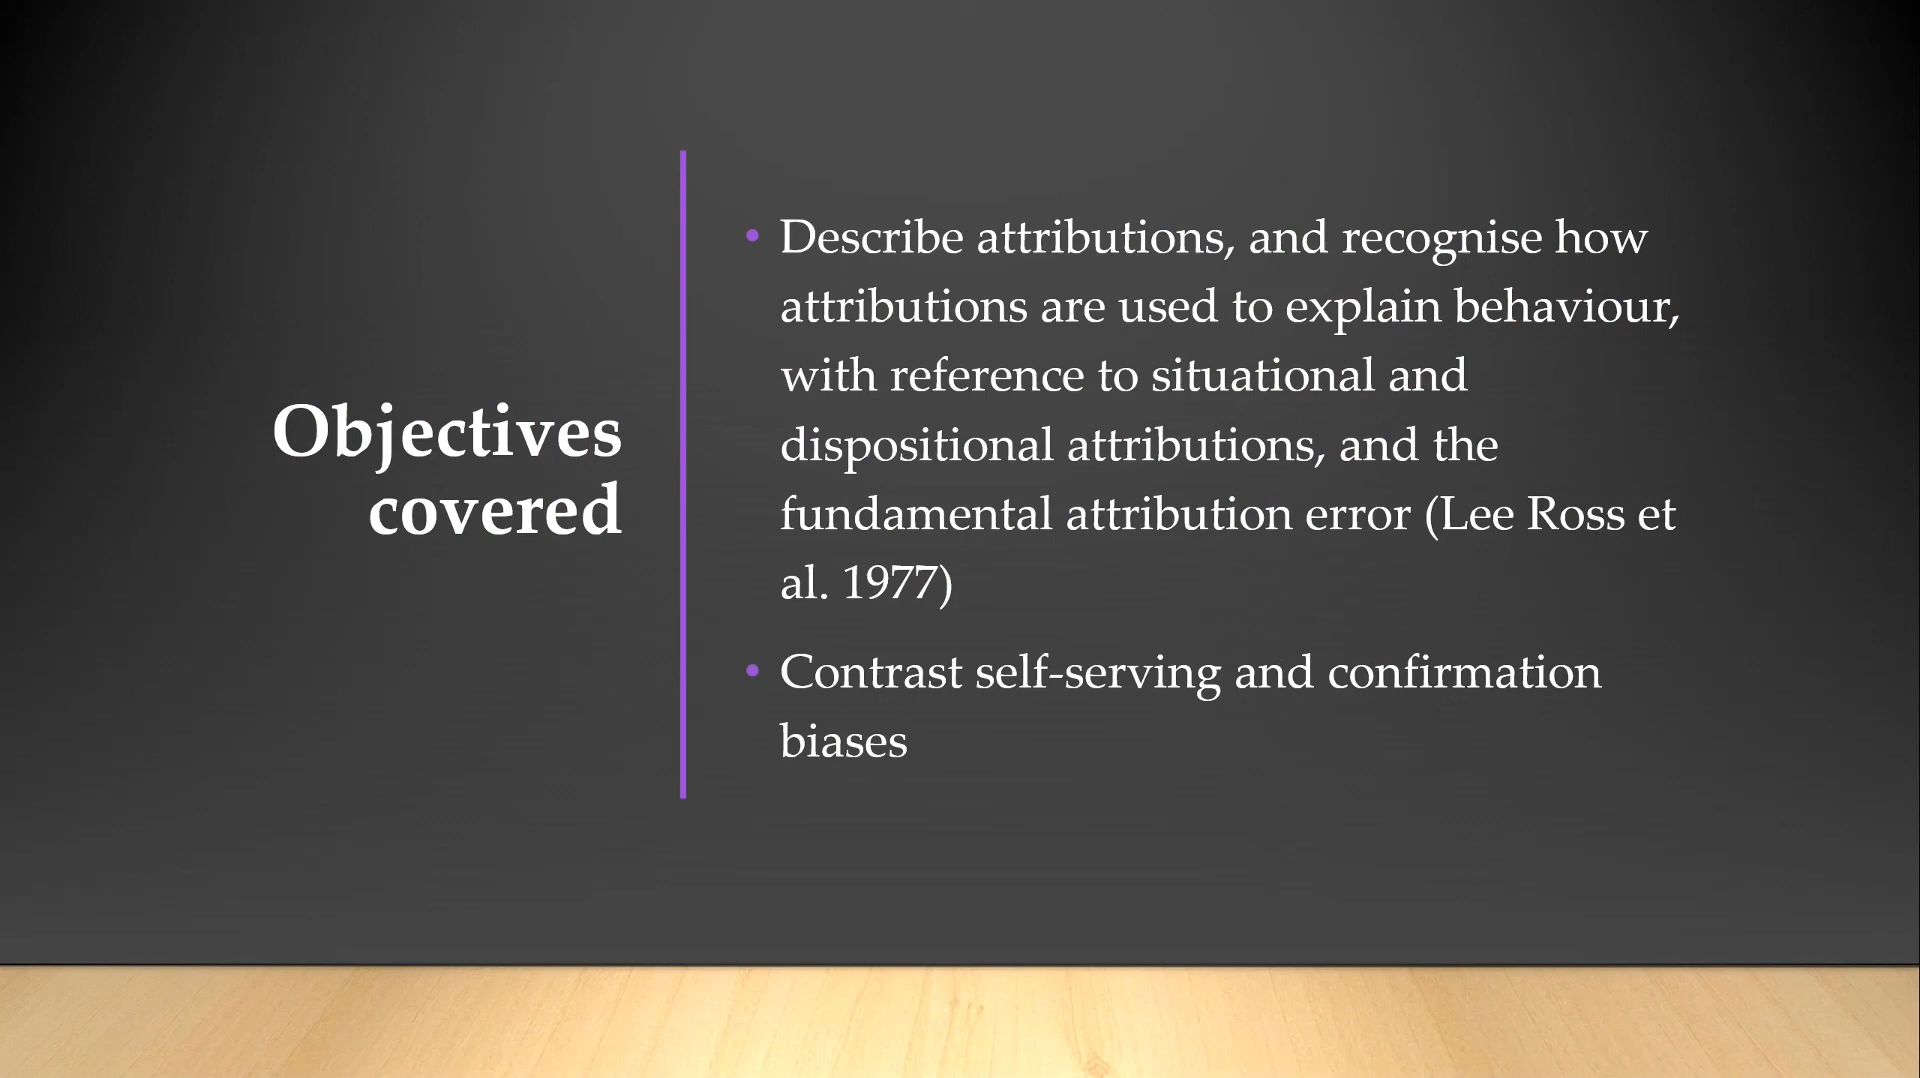 Objectives
covered
• Describe attributions, and recognise how
attributions are used to explain behaviour,
with reference to situational and
dispositional attributions, and the
fundamental attribution error (Lee Ross et
al. 1977)
• Contrast self-serving and confirmation
biases